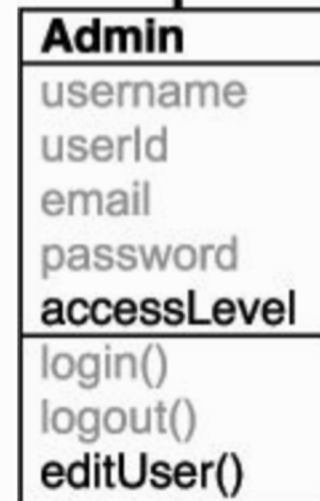 Admin
username
userId
email
password
accessLevel
login()
logout()
editUser()